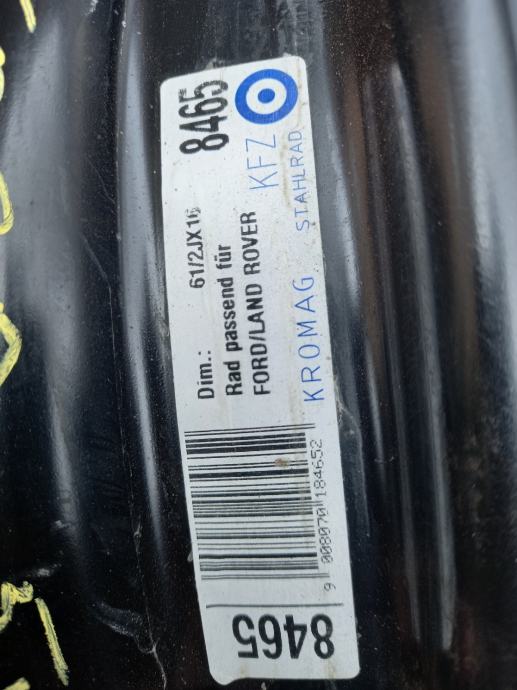 8465
Dim.: 61/2JX16
Rad passend für
FORD/LAND ROVER
KFZ
KROMAG STAHLRAD
9 008070 184652
8465